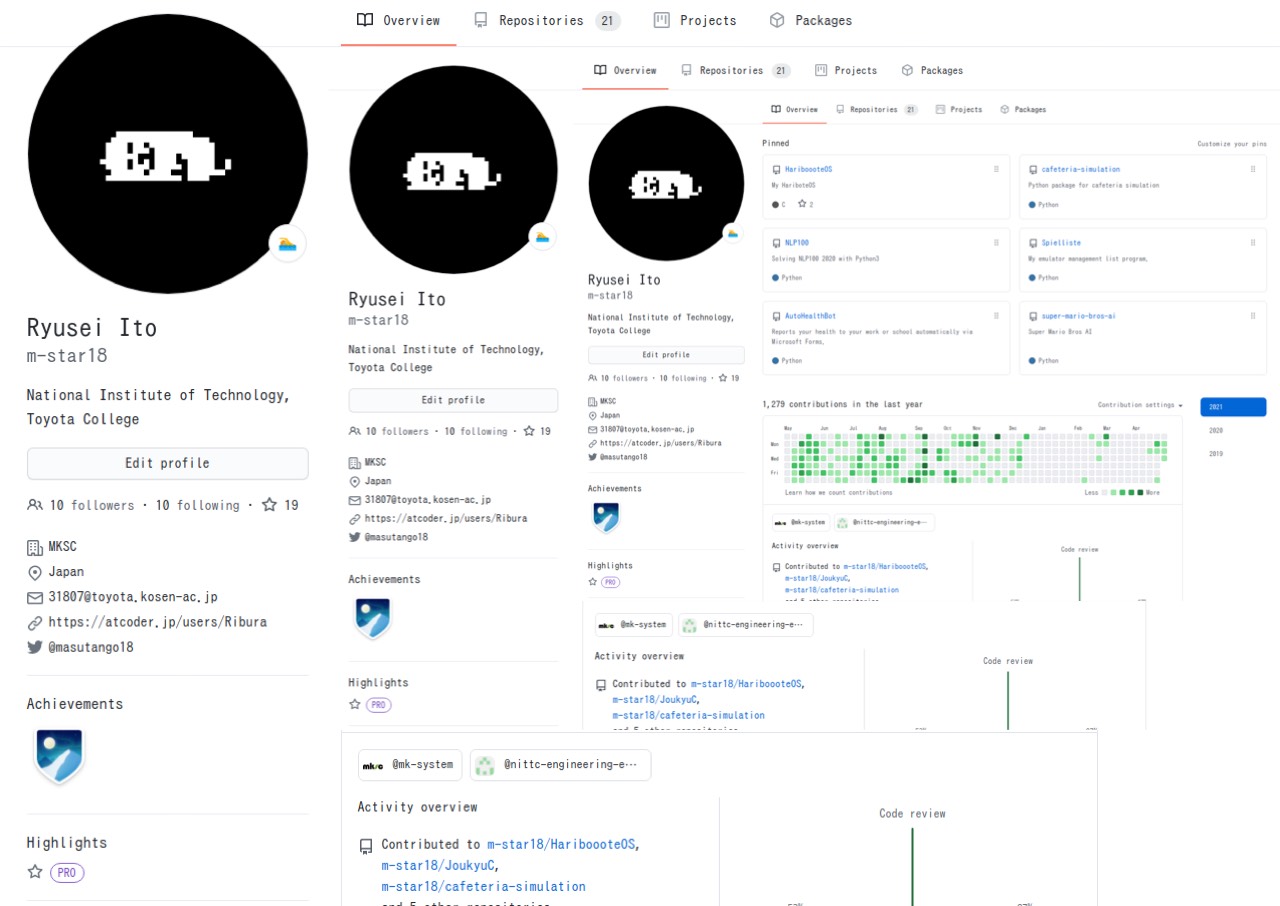 Overview
Repositories 21
Projects
Packages
Ryusei Ito
m-star18
National Institute of Technology,
Toyota College
Edit profile
10 followers · 10 following · 19
MKSC
Japan
31807@toyota.kosen-ac.jp
https://atcoder.jp/users/Ribura
@masutango18
Achievements
Highlights
PRO
Overview
Repositories 21
Projects
Packages
Ryusei Ito
m-star18
National Institute of Technology,
Toyota College
Edit profile
10 followers · 10 following · 19
MKSC
Japan
31807@toyota.kosen-ac.jp
https://atcoder.jp/users/Ribura
@masutango18
Achievements
Highlights
PRO
Overview
Repositories 21
Projects
Packages
Ryusei Ito
m-star18
National Institute of Technology,
Toyota College
Edit profile
10 followers · 10 following · 19
MKSC
Japan
31807@toyota.kosen-ac.jp
https://atcoder.jp/users/Ribura
@masutango18
Achievements
Highlights
PRO
Pinned
Customize your pins
HariboooteOS
My HariboteOS
C 2
cafeteria-simulation
Python package for cafeteria simulation
Python
NLP100
Solving NLP100 2020 with Python3
Python
Spielliste
My emulator management list program.
Python
AutoHealthBot
Reports your health to your work or school automatically via
Microsoft Forms.
Python
super-mario-bros-ai
Super Mario Bros AI
Python
1,279 contributions in the last year
Contribution settings
2021
2020
2019
May Jun Jul Aug Sep Oct Nov Dec Jan Feb Mar Apr
Mon
Wed
Fri
Learn how we count contributions
Less More
@mk-system
@nittc-engineering-e…
Activity overview
Code review
Contributed to m-star18/HariboooteOS,
m-star18/JoukyuC,
m-star18/cafeteria-simulation
and 5 other repositories
@mk-system
@nittc-engineering-e…
Activity overview
Code review
Contributed to m-star18/HariboooteOS,
m-star18/JoukyuC,
m-star18/cafeteria-simulation
and 5 other repositories
mksc @mk-system
@nittc-engineering-e…
Activity overview
Code review
Contributed to m-star18/HariboooteOS,
m-star18/JoukyuC,
m-star18/cafeteria-simulation
and 5 other repositories